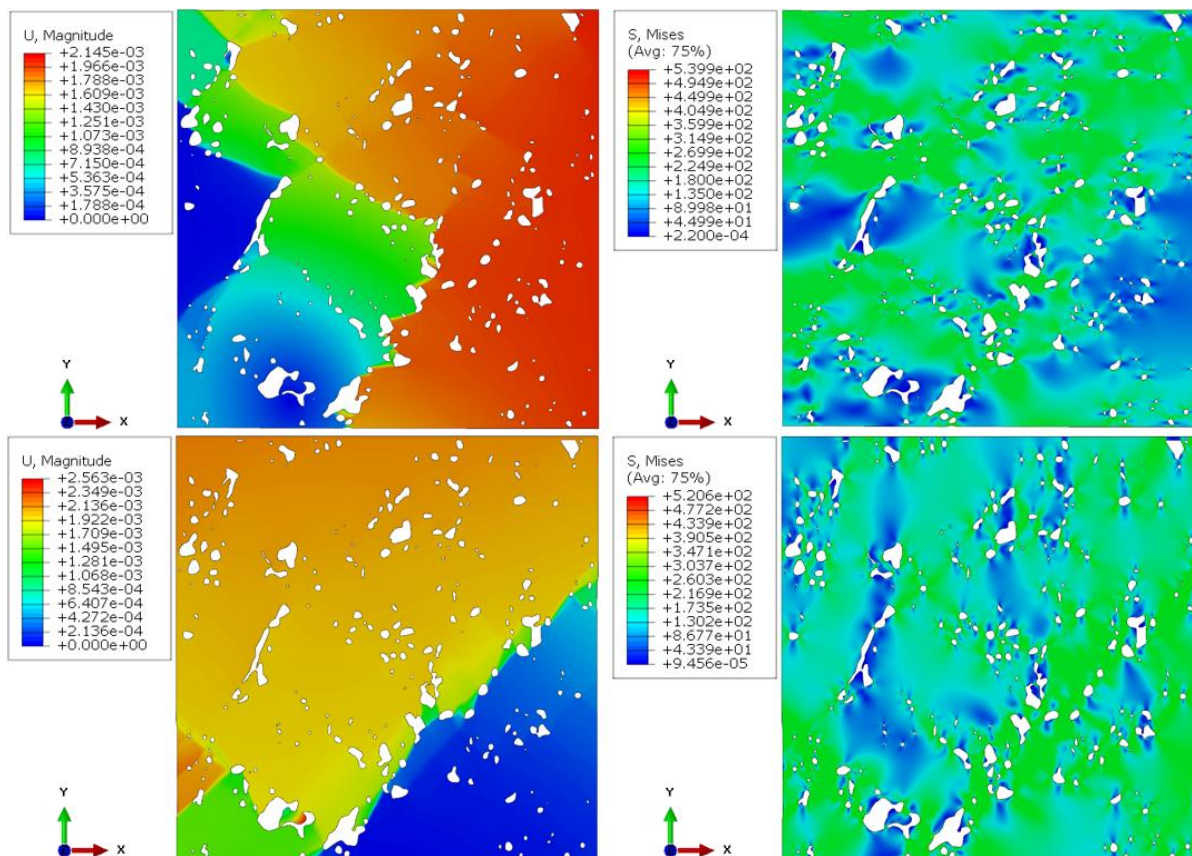 U, Magnitude
+2.145e-03
+1.966e-03
+1.788e-03
+1.609e-03
+1.430e-03
+1.251e-03
+1.073e-03
+8.938e-04
+7.150e-04
+5.363e-04
+3.575e-04
+1.788e-04
+0.000e+00
Y
X
S, Mises
(Avg: 75%)
+5.399e+02
+4.949e+02
+4.499e+02
+4.049e+02
+3.599e+02
+3.149e+02
+2.699e+02
+2.249e+02
+1.800e+02
+1.350e+02
+8.998e+01
+4.499e+01
+2.200e-04
Y
X
U, Magnitude
+2.563e-03
+2.349e-03
+2.136e-03
+1.922e-03
+1.709e-03
+1.495e-03
+1.281e-03
+1.068e-03
+8.543e-04
+6.407e-04
+4.272e-04
+2.136e-04
+0.000e+00
Y
X
S, Mises
(Avg: 75%)
+5.206e+02
+4.772e+02
+4.339e+02
+3.905e+02
+3.471e+02
+3.037e+02
+2.603e+02
+2.169e+02
+1.735e+02
+1.302e+02
+8.677e+01
+4.339e+01
+9.456e-05
Y
X